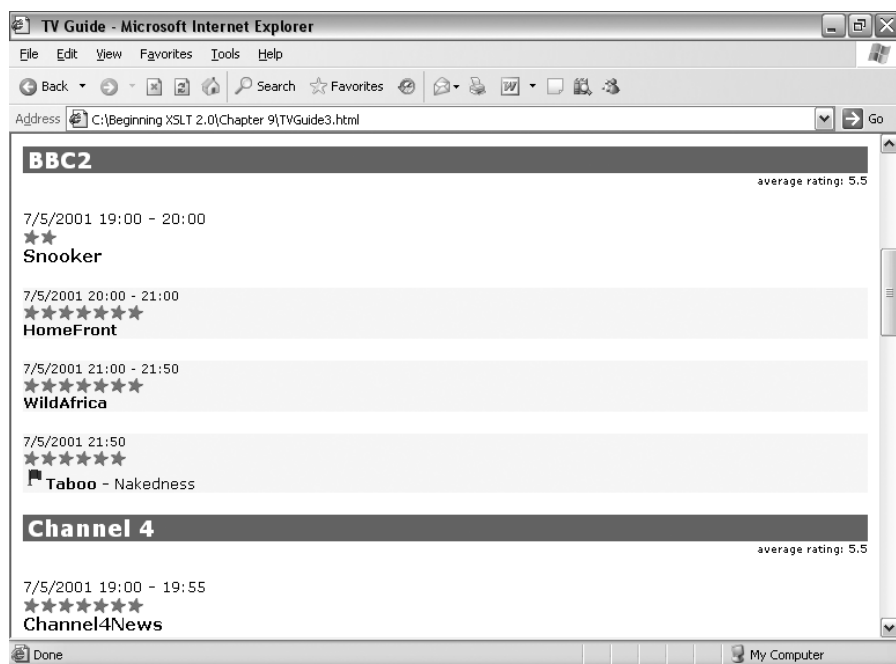 TV Guide - Microsoft Internet Explorer
File Edit View Favorites Tools Help
Back Search Favorites
Address C:\Beginning XSLT 2.0\Chapter 9\TVGuide3.html Go
BBC2
average rating: 5.5
7/5/2001 19:00 - 20:00
Snooker
7/5/2001 20:00 - 21:00
HomeFront
7/5/2001 21:00 - 21:50
WildAfrica
7/5/2001 21:50
Taboo - Nakedness
Channel 4
average rating: 5.5
7/5/2001 19:00 - 19:55
Channel4News
Done My Computer